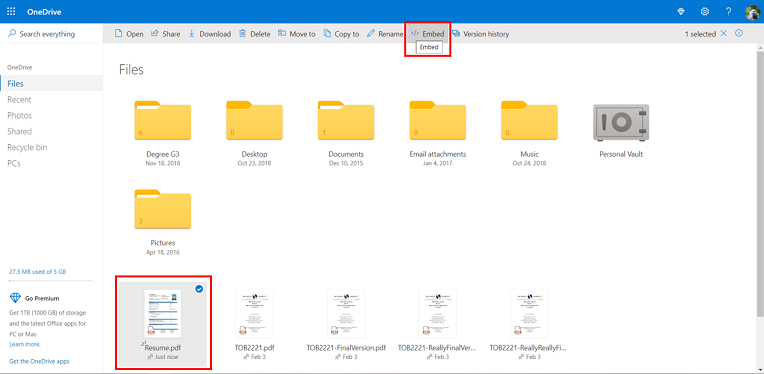 OneDrive
?
Search everything
Open Share Download Delete Move to Copy to Rename Embed Version history 1 selected
Embed
OneDrive
Files
Recent
Photos
Shared
Recycle bin
PCs
Files
6
0
1
0
0
Degree G3 Desktop Documents Email attachments Music Personal Vault
Nov 18, 2018 Oct 23, 2018 Dec 10, 2015 Jan 4, 2017 Oct 24, 2018
3
Pictures
Apr 18, 2016
27.5 MB used of 5 GB
Go Premium
Get 1TB (1000 GB) of storage
and the latest Office apps for
PC or Mac.
Learn more.
Get the OneDrive apps
Resume.pdf TOB2221.pdf TOB2221-FinalVersion.pdf TOB2221-ReallyFinalVer... TOB2221-ReallyReallyFi...
Just now Feb 3 Feb 3 Feb 3 Feb 3